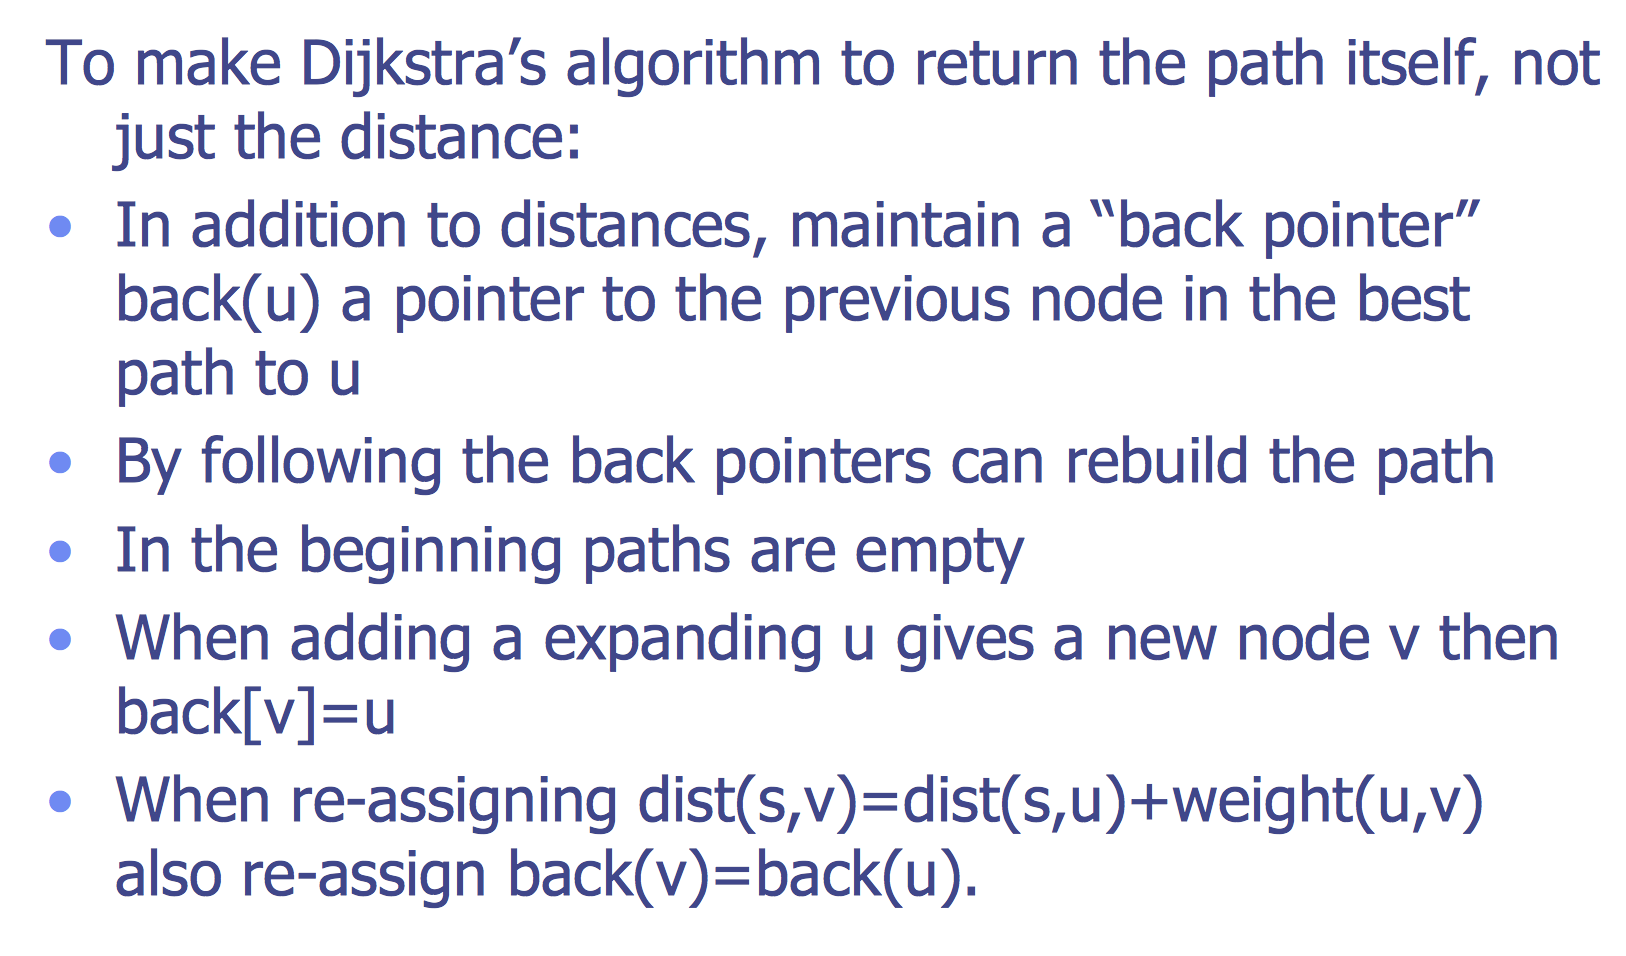 To make Dijkstra’s algorithm to return the path itself, not
just the distance:
• In addition to distances, maintain a “back pointer”
back(u) a pointer to the previous node in the best
path to u
• By following the back pointers can rebuild the path
• In the beginning paths are empty
• When adding a expanding u gives a new node v then
back[v]=u
• When re-assigning dist(s,v)=dist(s,u)+weight(u,v)
also re-assign back(v)=back(u).